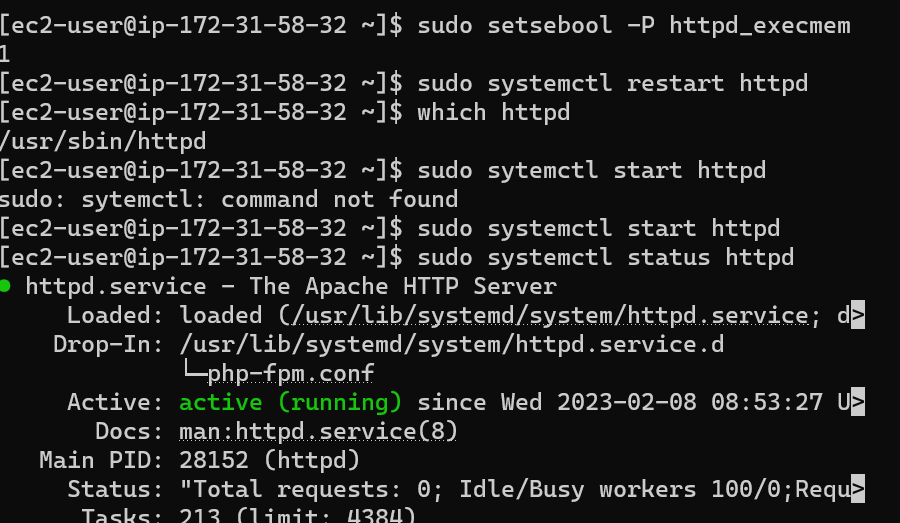 [ec2-user@ip-172-31-58-32 ~]$ sudo setsebool -P httpd_execmem
1
[ec2-user@ip-172-31-58-32 ~]$ sudo systemctl restart httpd
[ec2-user@ip-172-31-58-32 ~]$ which httpd
/usr/sbin/httpd
[ec2-user@ip-172-31-58-32 ~]$ sudo sytemctl start httpd
sudo: sytemctl: command not found
[ec2-user@ip-172-31-58-32 ~]$ sudo systemctl start httpd
[ec2-user@ip-172-31-58-32 ~]$ sudo systemctl status httpd
● httpd.service - The Apache HTTP Server
Loaded: loaded (/usr/lib/systemd/system/httpd.service; d>
Drop-In: /usr/lib/systemd/system/httpd.service.d
└─php-fpm.conf
Active: active (running) since Wed 2023-02-08 08:53:27 U>
Docs: man:httpd.service(8)
Main PID: 28152 (httpd)
Status: "Total requests: 0; Idle/Busy workers 100/0;Requ>
Tasks: 213 (limit: 4384)